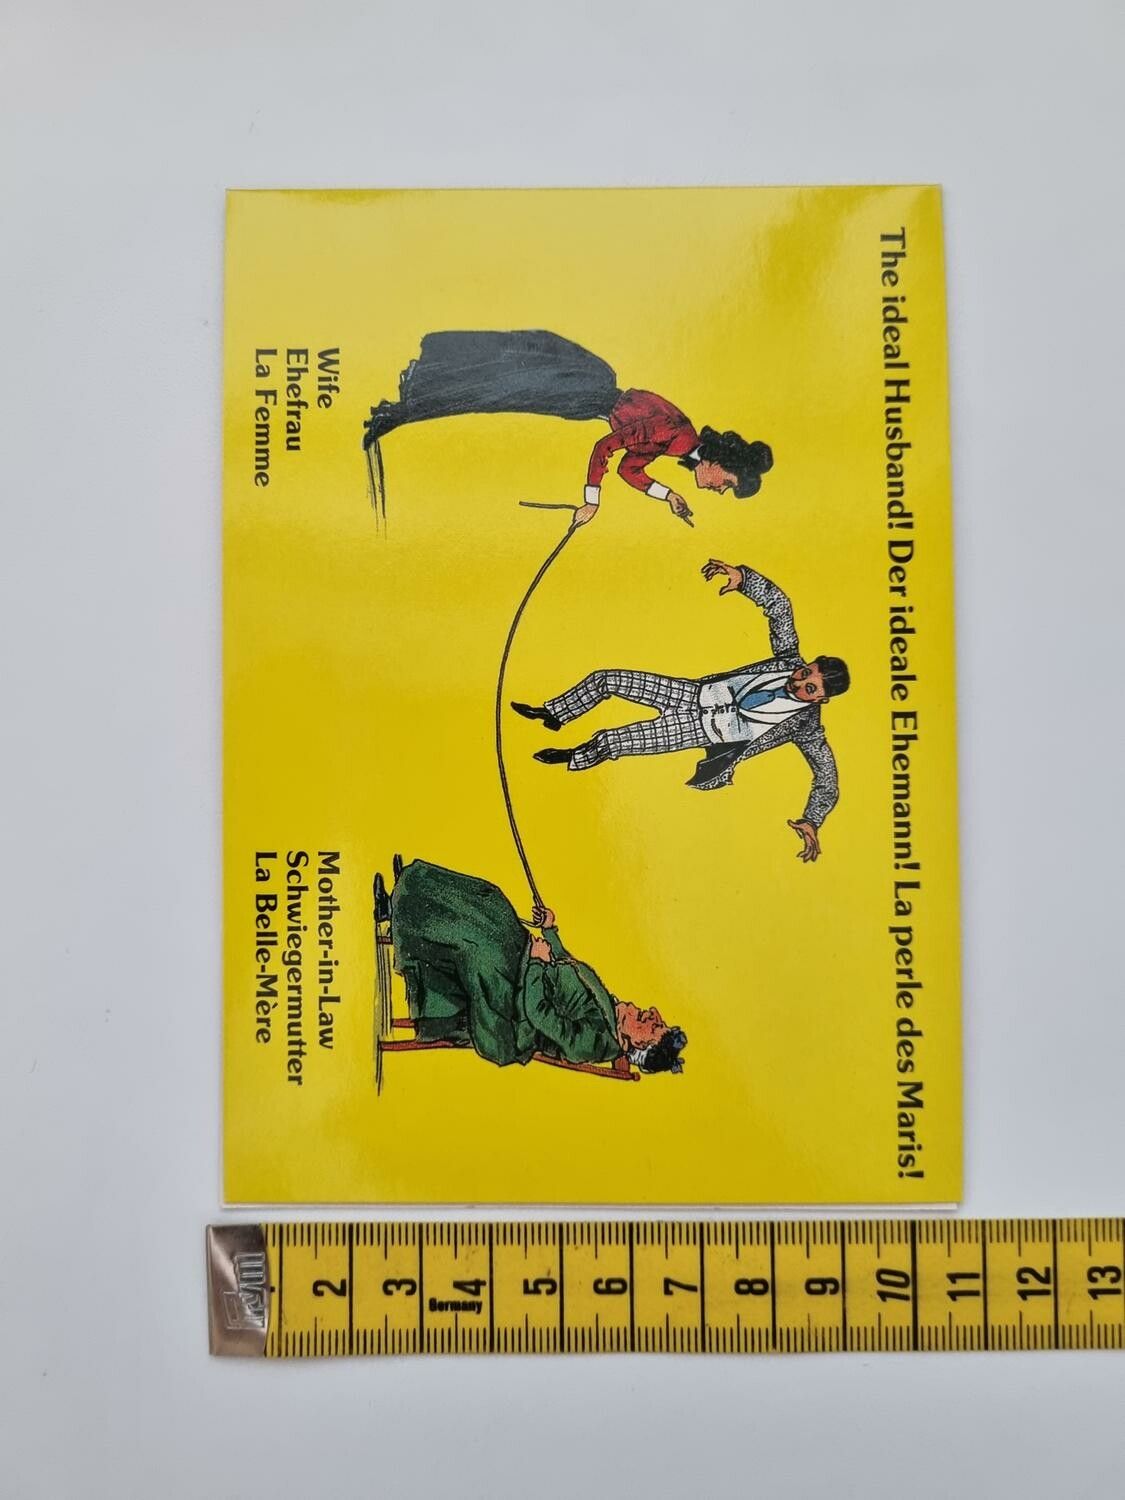 The ideal Husband! Der ideale Ehemann! La perle des Maris!
Wife
Ehefrau
La Femme
Mother-in-Law
Schwiegermutter
La Belle-Mère
2 3 4 5 6 7 8 9 10 11 12 13
Germany